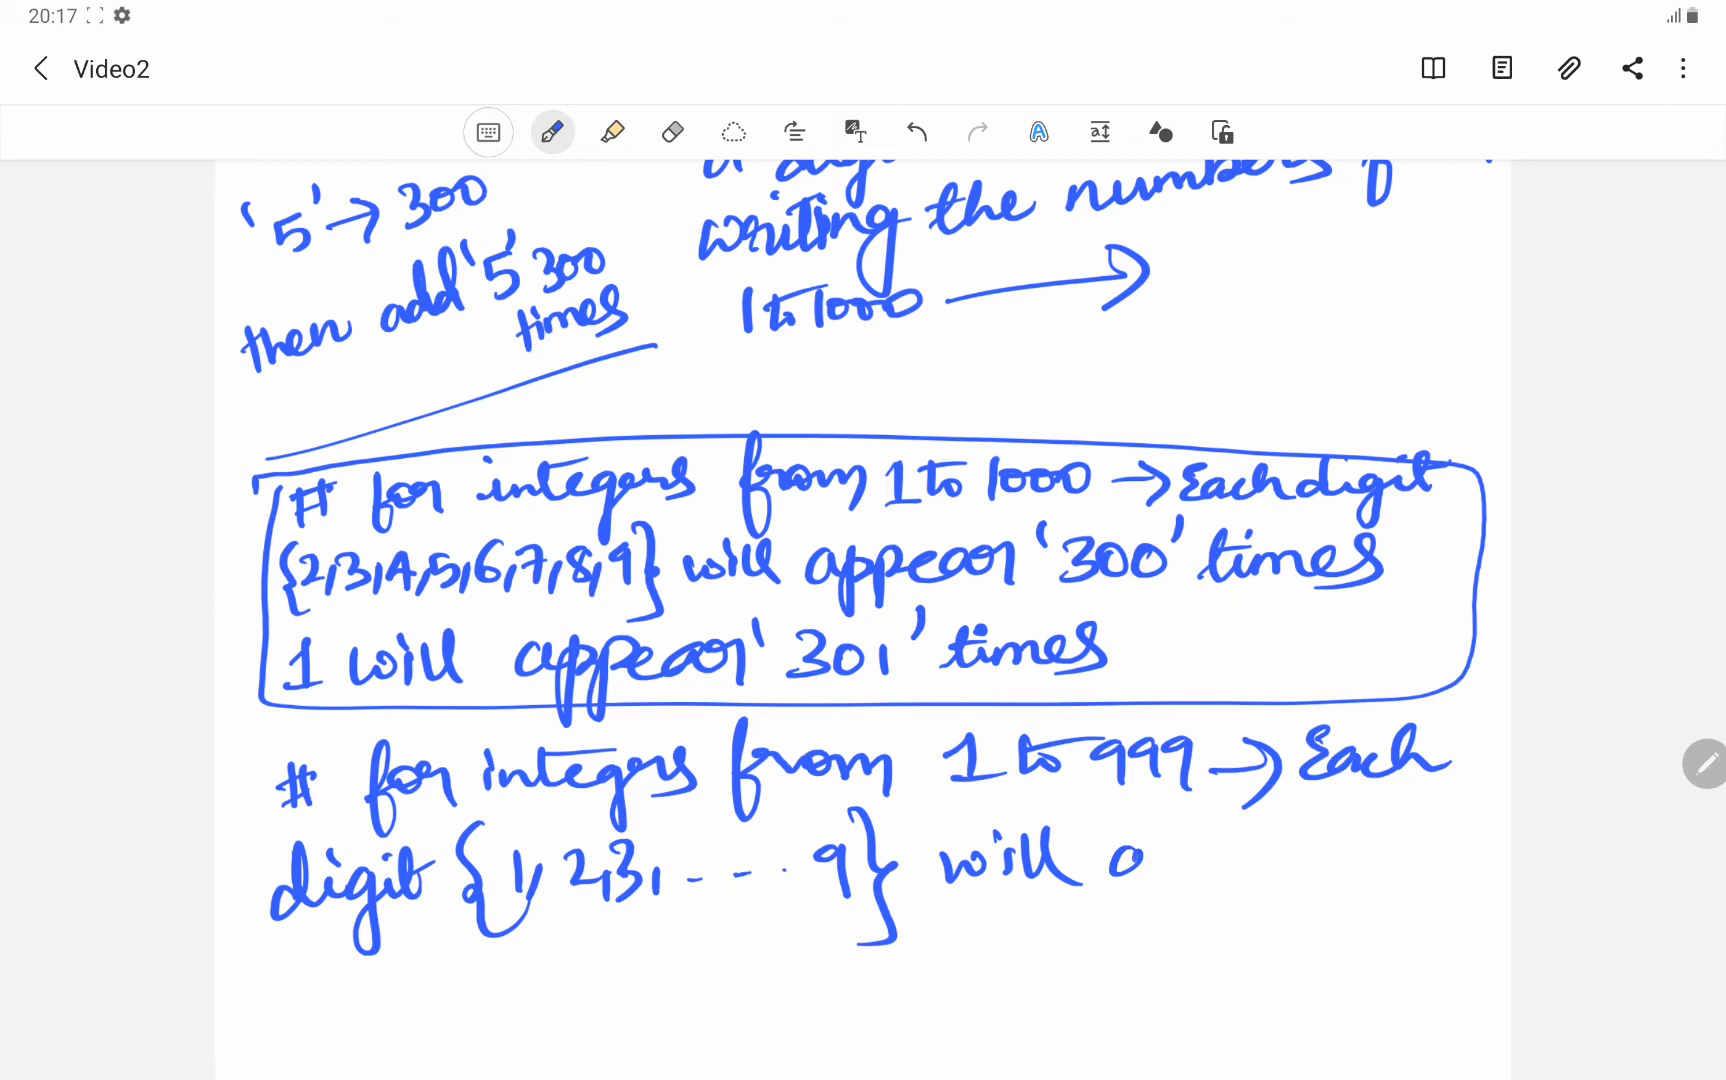 20:17
Video2
'5' → 300
then add '5' 300
times
writing the numbers
1 to 1000 →
# for integers from 1 to 1000 → Each digit
{2,3,4,5,6,7,8,9} will appear '300' times
1 will appear '301' times
# for integers from 1 to 999 → Each
digit {1,2,3, - - - 9} will a